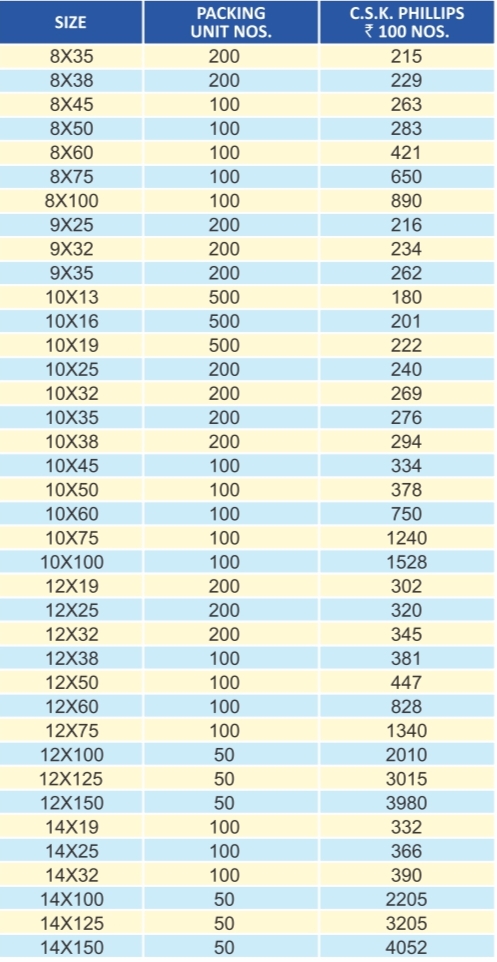 SIZE PACKING UNIT NOS. C.S.K. PHILLIPS ₹ 100 NOS.
8X35 200 215
8X38 200 229
8X45 100 263
8X50 100 283
8X60 100 421
8X75 100 650
8X100 100 890
9X25 200 216
9X32 200 234
9X35 200 262
10X13 500 180
10X16 500 201
10X19 500 222
10X25 200 240
10X32 200 269
10X35 200 276
10X38 200 294
10X45 100 334
10X50 100 378
10X60 100 750
10X75 100 1240
10X100 100 1528
12X19 200 302
12X25 200 320
12X32 200 345
12X38 100 381
12X50 100 447
12X60 100 828
12X75 100 1340
12X100 50 2010
12X125 50 3015
12X150 50 3980
14X19 100 332
14X25 100 366
14X32 100 390
14X100 50 2205
14X125 50 3205
14X150 50 4052